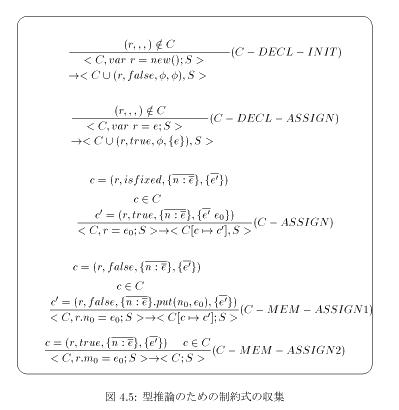 (r, , , ) ∉ C
< C, var r = new(); S > (C − DECL − INIT)
→< C ∪ (r, false, ϕ, ϕ), S >
(r, , , ) ∉ C
< C, var r = e; S > (C − DECL − ASSIGN)
→< C ∪ (r, true, ϕ, {e}), S >
c = (r, isfixed, {n : e}, {e′})
c ∈ C
c′ = (r, true, {n : e}, {e′ e₀})
< C, r = e₀; S >→< C[c ↦ c′], S > (C − ASSIGN)
c = (r, false, {n : e}, {e′})
c ∈ C
c′ = (r, false, {n : e}.put(n₀, e₀), {e′})
< C, r.n₀ = e₀; S >→< C[c ↦ c′]; S > (C − MEM − ASSIGN1)
c = (r, true, {n : e}, {e′}) c ∈ C
< C, r.m₀ = e₀; S >→< C; S > (C − MEM − ASSIGN2)
図 4.5: 型推論のための制約式の収集